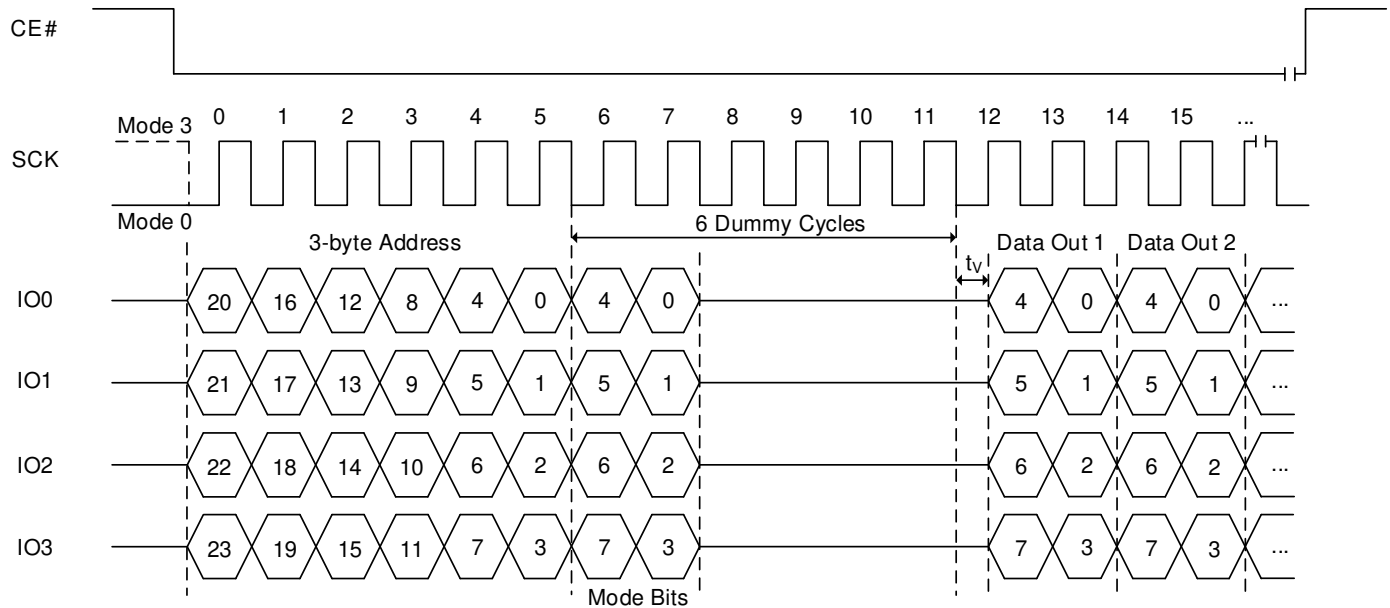 CE#
Mode 3 0 1 2 3 4 5 6 7 8 9 10 11 12 13 14 15 ...
SCK
Mode 0
6 Dummy Cycles
3-byte Address Data Out 1 Data Out 2
tV
IO0 20 16 12 8 4 0 4 0 4 0 4 0 ...
IO1 21 17 13 9 5 1 5 1 5 1 5 1 ...
IO2 22 18 14 10 6 2 6 2 6 2 6 2 ...
IO3 23 19 15 11 7 3 7 3 7 3 7 3 ...
Mode Bits